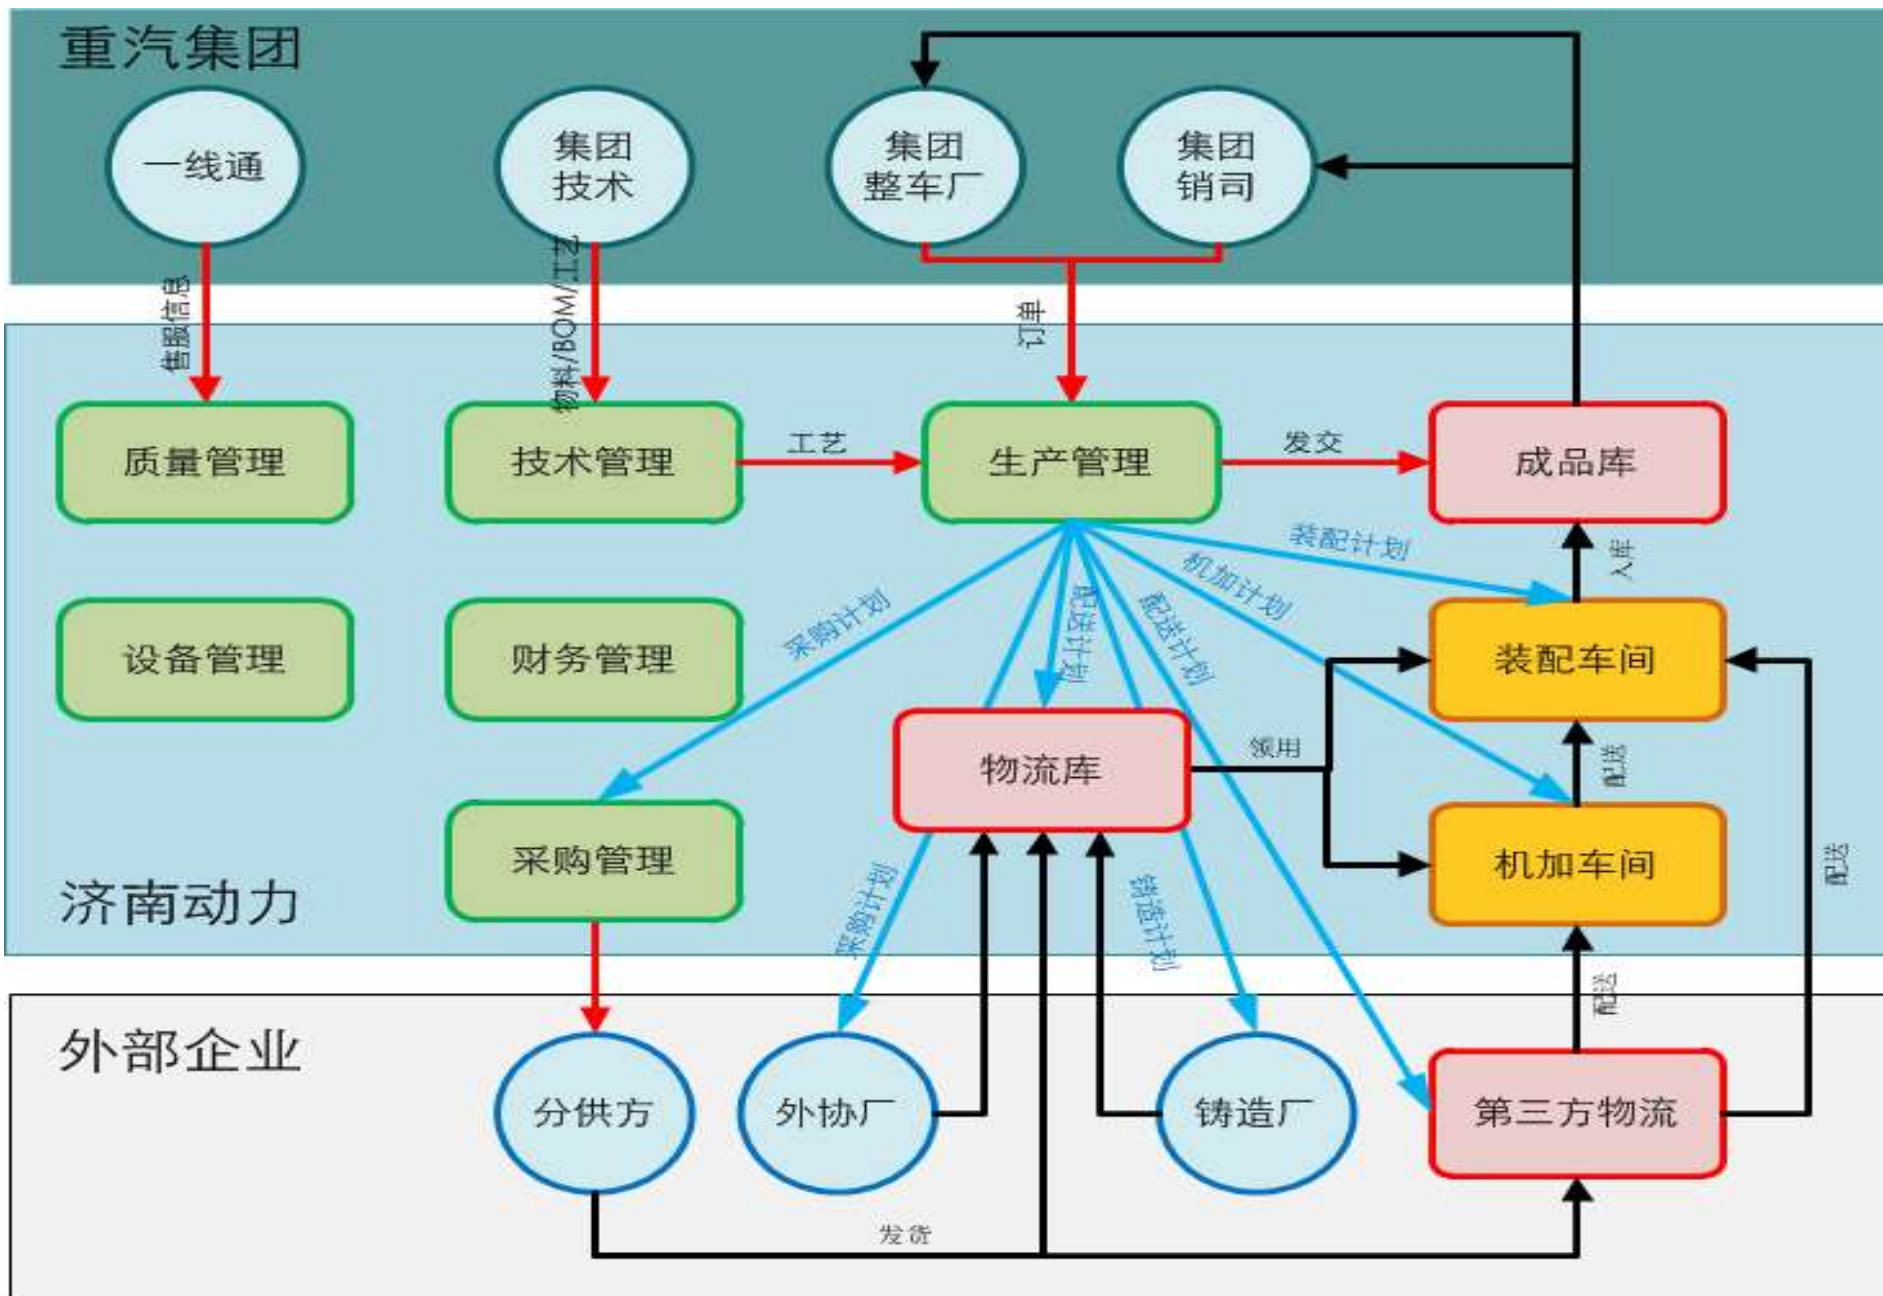 重汽集团
一线通
集团
技术
集团
整车厂
集团
销司
售服信息
物料/BOM/工艺
订单
质量管理
技术管理
工艺
生产管理
发交
成品库
装配计划
机加计划
入库
采购计划
配送计划
配送计划
设备管理
财务管理
装配车间
物流库
领用
配送
采购管理
机加车间
配送
济南动力
采购计划
铸造计划
配送
外部企业
分供方
外协厂
铸造厂
第三方物流
发货